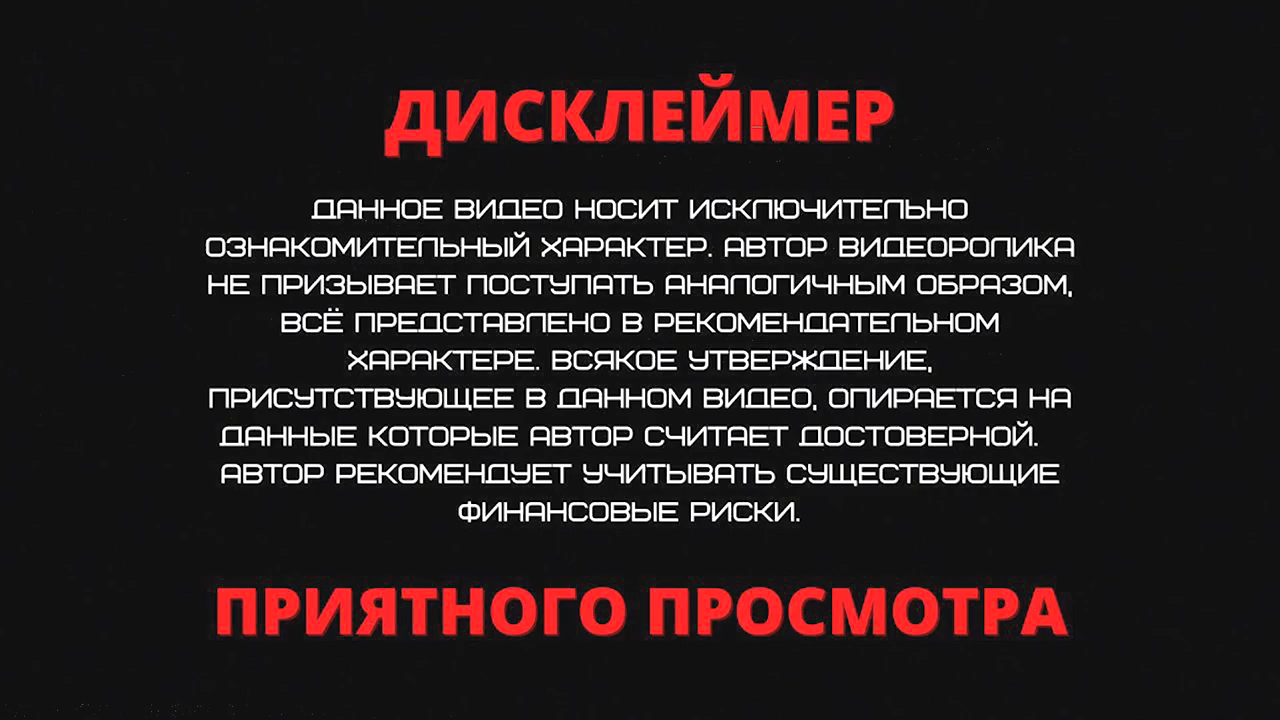 ДИСКЛЕЙМЕР
ДАННОЕ ВИДЕО НОСИТ ИСКЛЮЧИТЕЛЬНО
ОЗНАКОМИТЕЛЬНЫЙ ХАРАКТЕР. АВТОР ВИДЕОРОЛИКА
НЕ ПРИЗЫВАЕТ ПОСТУПАТЬ АНАЛОГИЧНЫМ ОБРАЗОМ,
ВСЁ ПРЕДСТАВЛЕНО В РЕКОМЕНДАТЕЛЬНОМ
ХАРАКТЕРЕ. ВСЯКОЕ УТВЕРЖДЕНИЕ,
ПРИСУТСТВУЮЩЕЕ В ДАННОМ ВИДЕО, ОПИРАЕТСЯ НА
ДАННЫЕ КОТОРЫЕ АВТОР СЧИТАЕТ ДОСТОВЕРНОЙ.
АВТОР РЕКОМЕНДУЕТ УЧИТЫВАТЬ СУЩЕСТВУЮЩИЕ
ФИНАНСОВЫЕ РИСКИ.
ПРИЯТНОГО ПРОСМОТРА